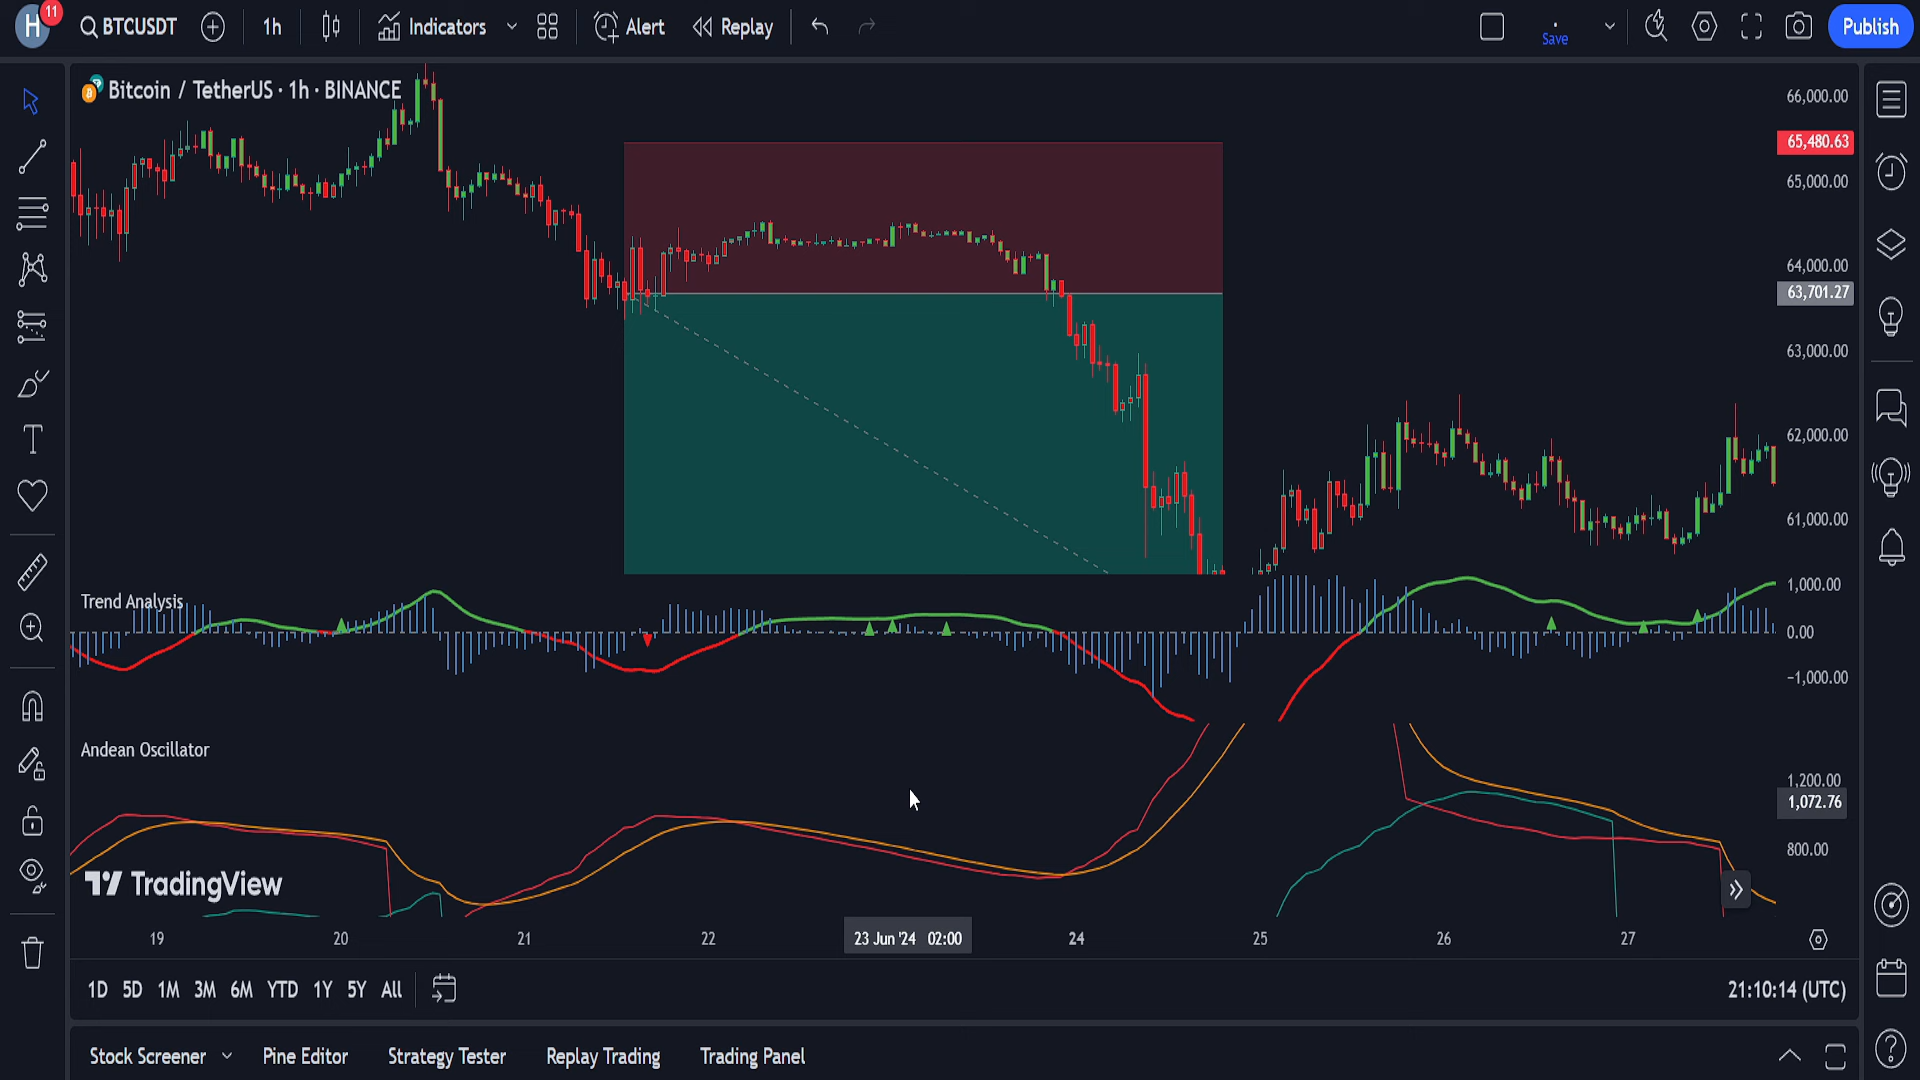 H
11
BTCUSDT
1h
Indicators
Alert
Replay
Save
Publish
Bitcoin / TetherUS · 1h · BINANCE
66,000.00
65,480.63
65,000.00
64,000.00
63,701.27
63,000.00
62,000.00
61,000.00
Trend Analysis
1,000.00
0.00
−1,000.00
Andean Oscillator
1,200.00
1,072.76
800.00
TradingView
19
20
21
22
23 Jun '24 02:00
24
25
26
27
1D 5D 1M 3M 6M YTD 1Y 5Y All
21:10:14 (UTC)
Stock Screener
Pine Editor
Strategy Tester
Replay Trading
Trading Panel